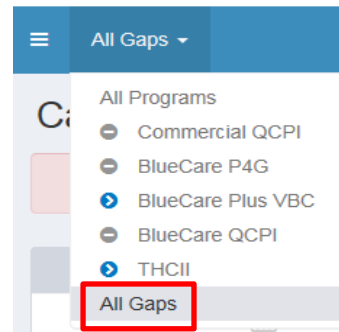 All Gaps
All Programs
Ca
Commercial QCPI
BlueCare P4G
BlueCare Plus VBC
BlueCare QCPI
THCII
All Gaps